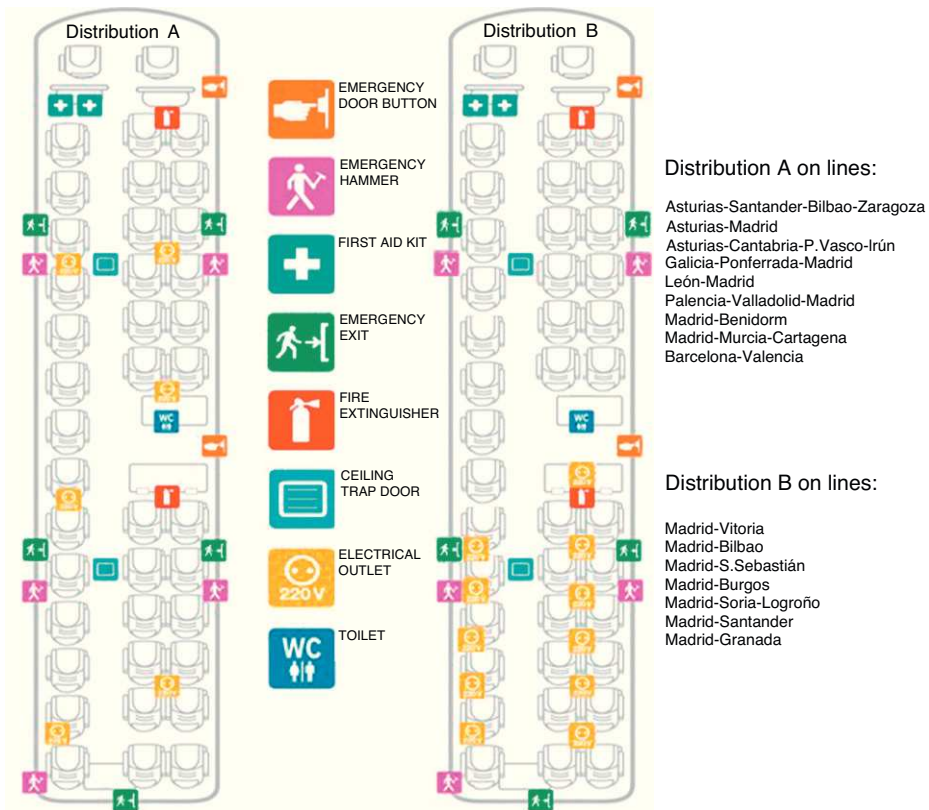 Distribution A
Distribution B
EMERGENCY
DOOR BUTTON
EMERGENCY
HAMMER
FIRST AID KIT
EMERGENCY
EXIT
FIRE
EXTINGUISHER
CEILING
TRAP DOOR
ELECTRICAL
OUTLET
220 V
TOILET
WC
WC
WC
Distribution A on lines:
Asturias-Santander-Bilbao-Zaragoza
Asturias-Madrid
Asturias-Cantabria-P.Vasco-Irún
Galicia-Ponferrada-Madrid
León-Madrid
Palencia-Valladolid-Madrid
Madrid-Benidorm
Madrid-Murcia-Cartagena
Barcelona-Valencia
Distribution B on lines:
Madrid-Vitoria
Madrid-Bilbao
Madrid-S.Sebastián
Madrid-Burgos
Madrid-Soria-Logroño
Madrid-Santander
Madrid-Granada